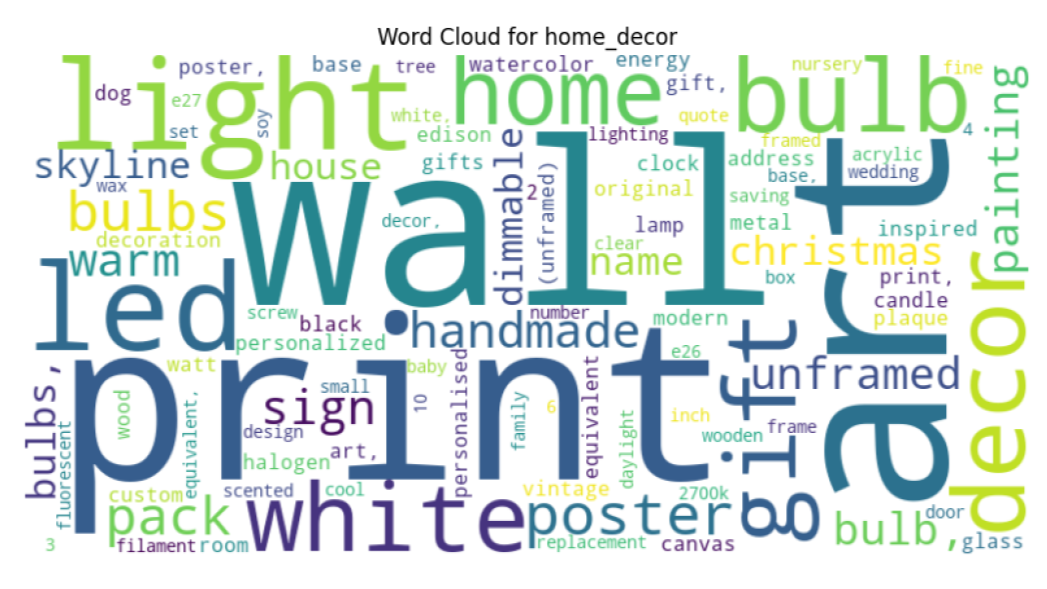 Word Cloud for home_decor
light
home
bulb
poster,
base
tree
watercolor
energy
gift,
nursery
fine
dog
e27
set
soy
white,
edison
quote
lighting
framed
4
painting
skyline
wax
house
gifts
dimmable
clock
address
base,
acrylic
wedding
bulbs
decoration
warm
wall
decor,
2
(unframed)
original
lamp
clear
name
saving
metal
christmas
box
inspired
art
print,
candle
plaque
led
screw
black
personalized
handmade
number
modern
e26
gift
unframed
decor
print
bulbs,
fluorescent
watt
wood
equivalent,
small
sign
design
halogen
art,
baby
10
personalised
family
6
equivalent
daylight
inch
wooden
frame
custom
pack
scented
cool
white
vintage
poster
2700k
replacement
canvas
bulb,
door
glass
3
filament
room